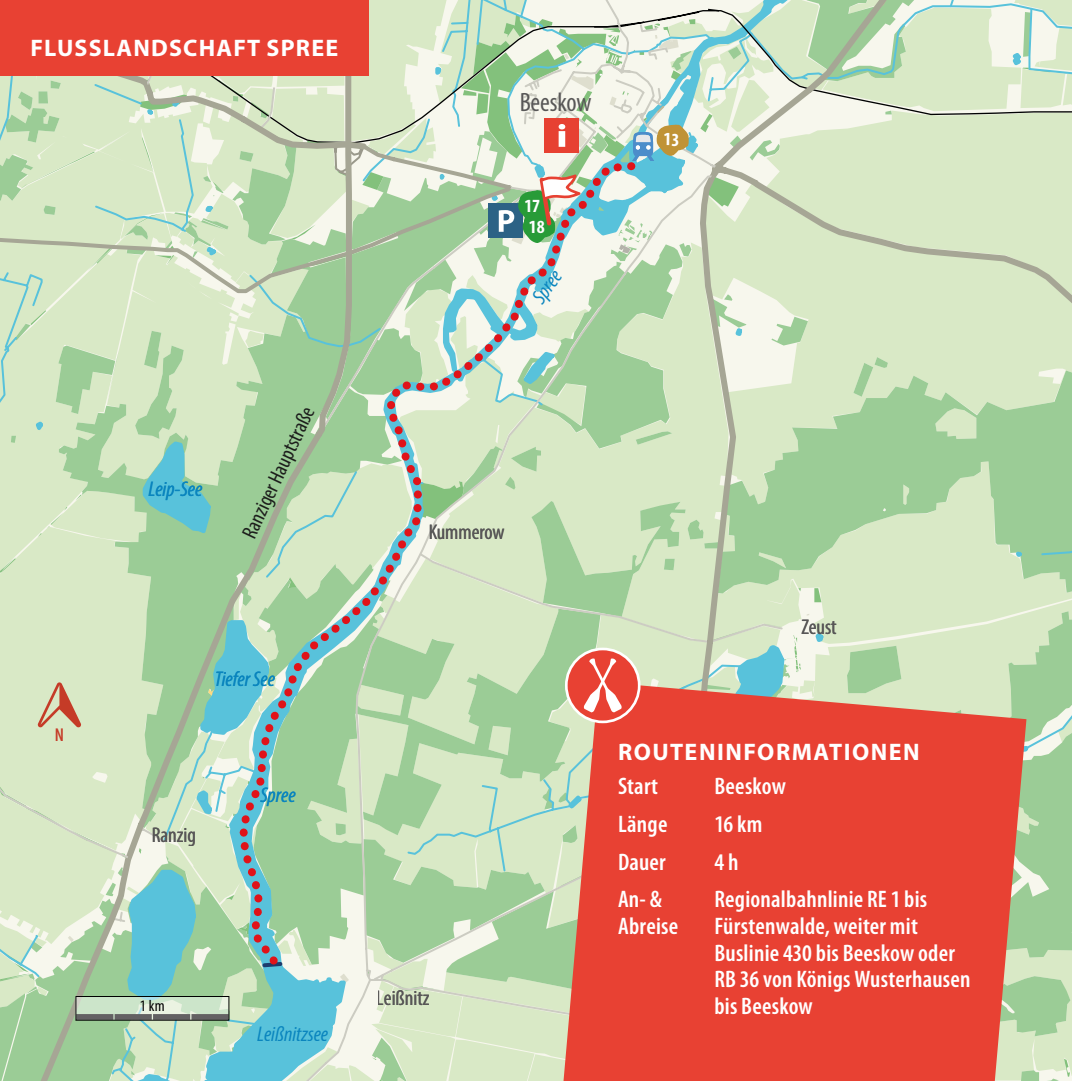 FLUSSLANDSCHAFT SPREE
Beeskow
i
13
17
P
18
Spree
Ranziger Hauptstraße
Leip-See
Kummerow
Zeust
Tiefer See
N
Spree
Ranzig
1 km
Leißnitz
Leißnitzsee
ROUTENINFORMATIONEN
Start Beeskow
Länge 16 km
Dauer 4 h
An- & Regionalbahnlinie RE 1 bis
Abreise Fürstenwalde, weiter mit
Buslinie 430 bis Beeskow oder
RB 36 von Königs Wusterhausen
bis Beeskow